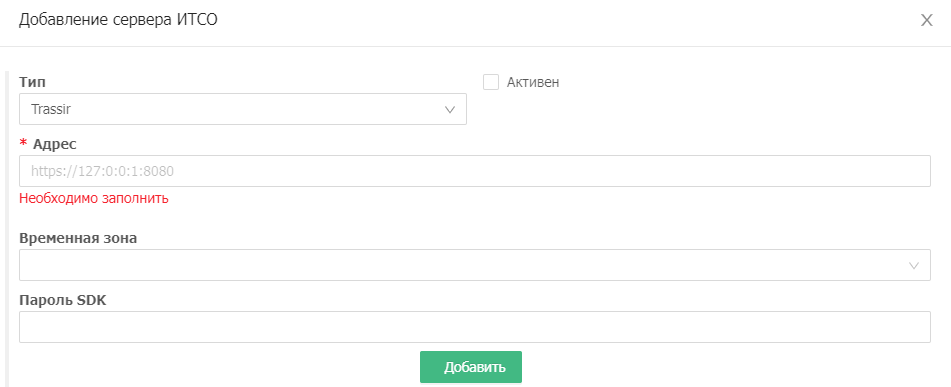 Добавление сервера ИТСО
Тип
Активен
Trassir
* Адрес
https://127:0:0:1:8080
Необходимо заполнить
Временная зона
Пароль SDK
Добавить